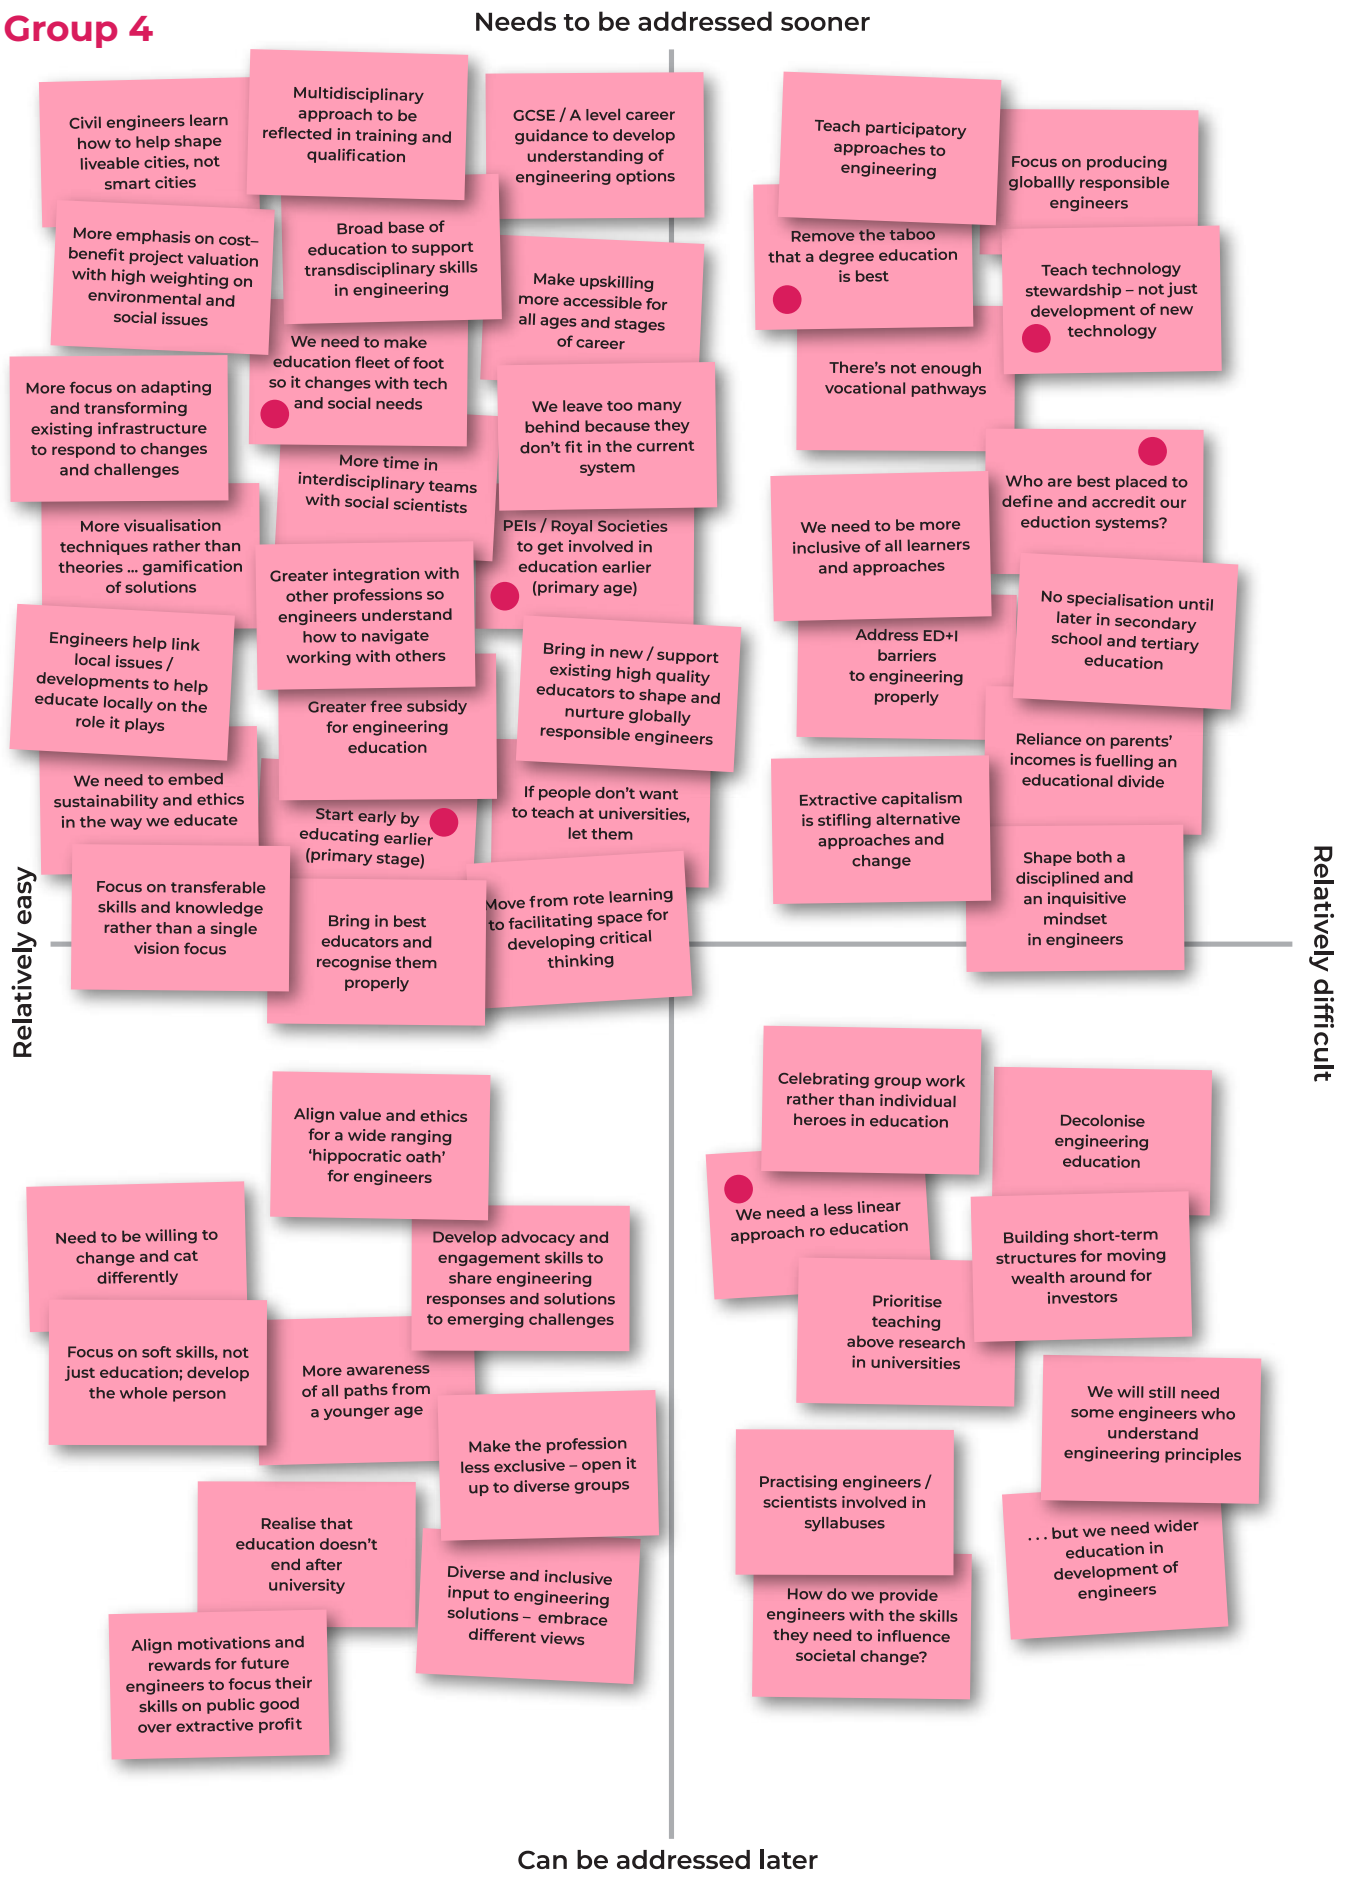 Group 4
Needs to be addressed sooner
Civil engineers learn
how to help shape
liveable cities, not
smart cities
Multidisciplinary
approach to be
reflected in training and
qualification
GCSE / A level career
guidance to develop
understanding of
engineering options
More emphasis on cost–
benefit project valuation
with high weighting on
environmental and
social issues
Broad base of
education to support
transdisciplinary skills
in engineering
Make upskilling
more accessible for
all ages and stages
of career
We need to make
education fleet of foot
so it changes with tech
and social needs
More focus on adapting
and transforming
existing infrastructure
to respond to changes
and challenges
We leave too many
behind because they
don’t fit in the current
system
More time in
interdisciplinary teams
with social scientists
More visualisation
techniques rather than
theories ... gamification
of solutions
PEIs / Royal Societies
to get involved in
education earlier
(primary age)
Greater integration with
other professions so
engineers understand
how to navigate
working with others
Engineers help link
local issues /
developments to help
educate locally on the
role it plays
Bring in new / support
existing high quality
educators to shape and
nurture globally
responsible engineers
Greater free subsidy
for engineering
education
We need to embed
sustainability and ethics
in the way we educate
Start early by
educating earlier
(primary stage)
If people don’t want
to teach at universities,
let them
Focus on transferable
skills and knowledge
rather than a single
vision focus
Bring in best
educators and
recognise them
properly
Move from rote learning
to facilitating space for
developing critical
thinking
Teach participatory
approaches to
engineering
Focus on producing
globallly responsible
engineers
Remove the taboo
that a degree education
is best
Teach technology
stewardship – not just
development of new
technology
There’s not enough
vocational pathways
Who are best placed to
define and accredit our
eduction systems?
We need to be more
inclusive of all learners
and approaches
No specialisation until
later in secondary
school and tertiary
education
Address ED+I
barriers
to engineering
properly
Reliance on parents’
incomes is fuelling an
educational divide
Extractive capitalism
is stifling alternative
approaches and
change
Shape both a
disciplined and
an inquisitive
mindset
in engineers
Relatively easy
Relatively difficult
Align value and ethics
for a wide ranging
‘hippocratic oath’
for engineers
Need to be willing to
change and cat
differently
Develop advocacy and
engagement skills to
share engineering
responses and solutions
to emerging challenges
Focus on soft skills, not
just education; develop
the whole person
More awareness
of all paths from
a younger age
Make the profession
less exclusive – open it
up to diverse groups
Realise that
education doesn’t
end after
university
Diverse and inclusive
input to engineering
solutions – embrace
different views
Align motivations and
rewards for future
engineers to focus their
skills on public good
over extractive profit
Celebrating group work
rather than individual
heroes in education
Decolonise
engineering
education
We need a less linear
approach ro education
Building short-term
structures for moving
wealth around for
investors
Prioritise
teaching
above research
in universities
We will still need
some engineers who
understand
engineering principles
Practising engineers /
scientists involved in
syllabuses
... but we need wider
education in
development of
engineers
How do we provide
engineers with the skills
they need to influence
societal change?
Can be addressed later